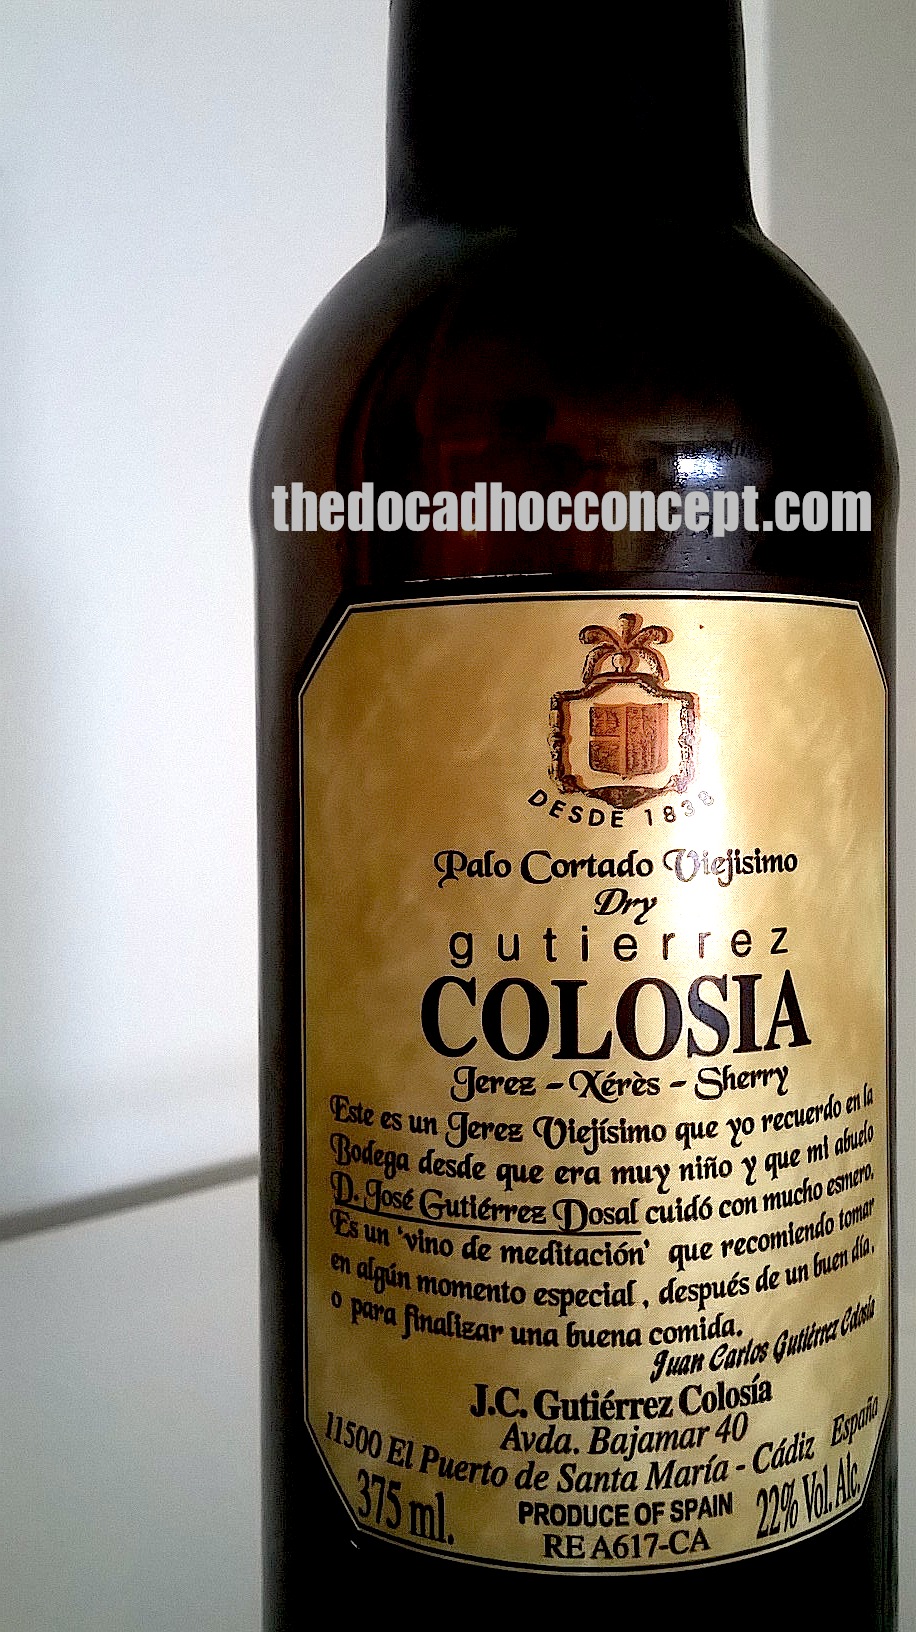 thedocadhocconcept.com
DESDE 1838
Palo Cortado Viejisimo
Dry
gutierrez
COLOSIA
Jerez - Xérès - Sherry
Este es un Jerez Viejísimo que yo recuerdo en la
Bodega desde que era muy niño y que mi abuelo
D. José Gutiérrez Dosal cuidó con mucho esmero.
Es un 'vino de meditación' que recomiendo tomar
en algún momento especial, después de un buen día,
o para finalizar una buena comida.
Juan Carlos Gutiérrez Colosía
J.C. Gutiérrez Colosía
Avda. Bajamar 40
11500 El Puerto de Santa María - Cádiz España
375 ml. PRODUCE OF SPAIN 22% Vol. Alc.
RE A617-CA